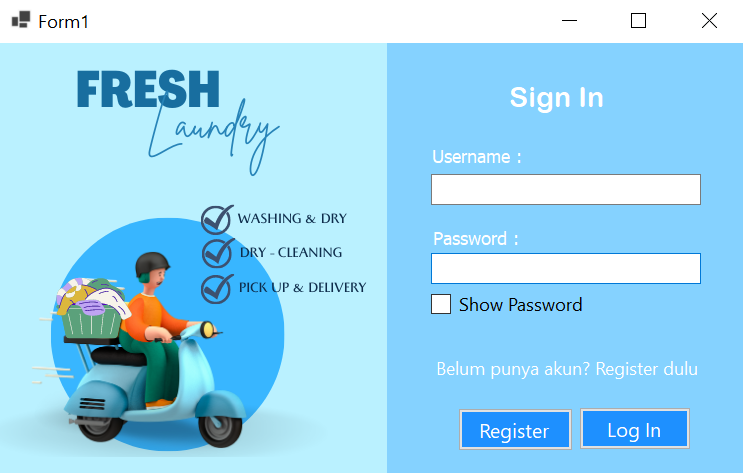 Form1
FRESH
Laundry
WASHING & DRY
DRY - CLEANING
PICK UP & DELIVERY
Sign In
Username :
Password :
Show Password
Belum punya akun? Register dulu
Register
Log In